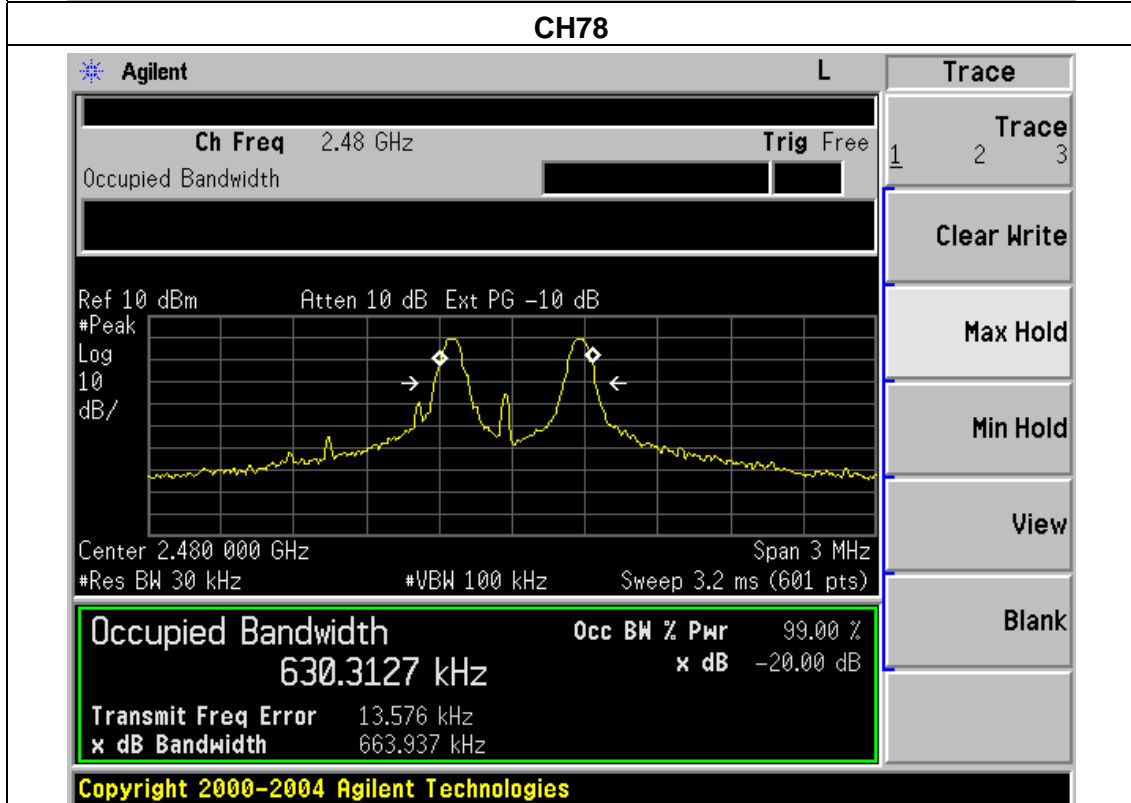 CH78
Agilent L Trace
Ch Freq 2.48 GHz Trig Free
Occupied Bandwidth
Trace
1 2 3
Clear Write
Max Hold
Min Hold
View
Blank
Ref 10 dBm Atten 10 dB Ext PG -10 dB
#Peak
Log
10
dB/
Center 2.480 000 GHz Span 3 MHz
#Res BW 30 kHz #VBW 100 kHz Sweep 3.2 ms (601 pts)
Occupied Bandwidth Occ BW % Pwr 99.00 %
630.3127 kHz x dB -20.00 dB
Transmit Freq Error 13.576 kHz
x dB Bandwidth 663.937 kHz
Copyright 2000-2004 Agilent Technologies